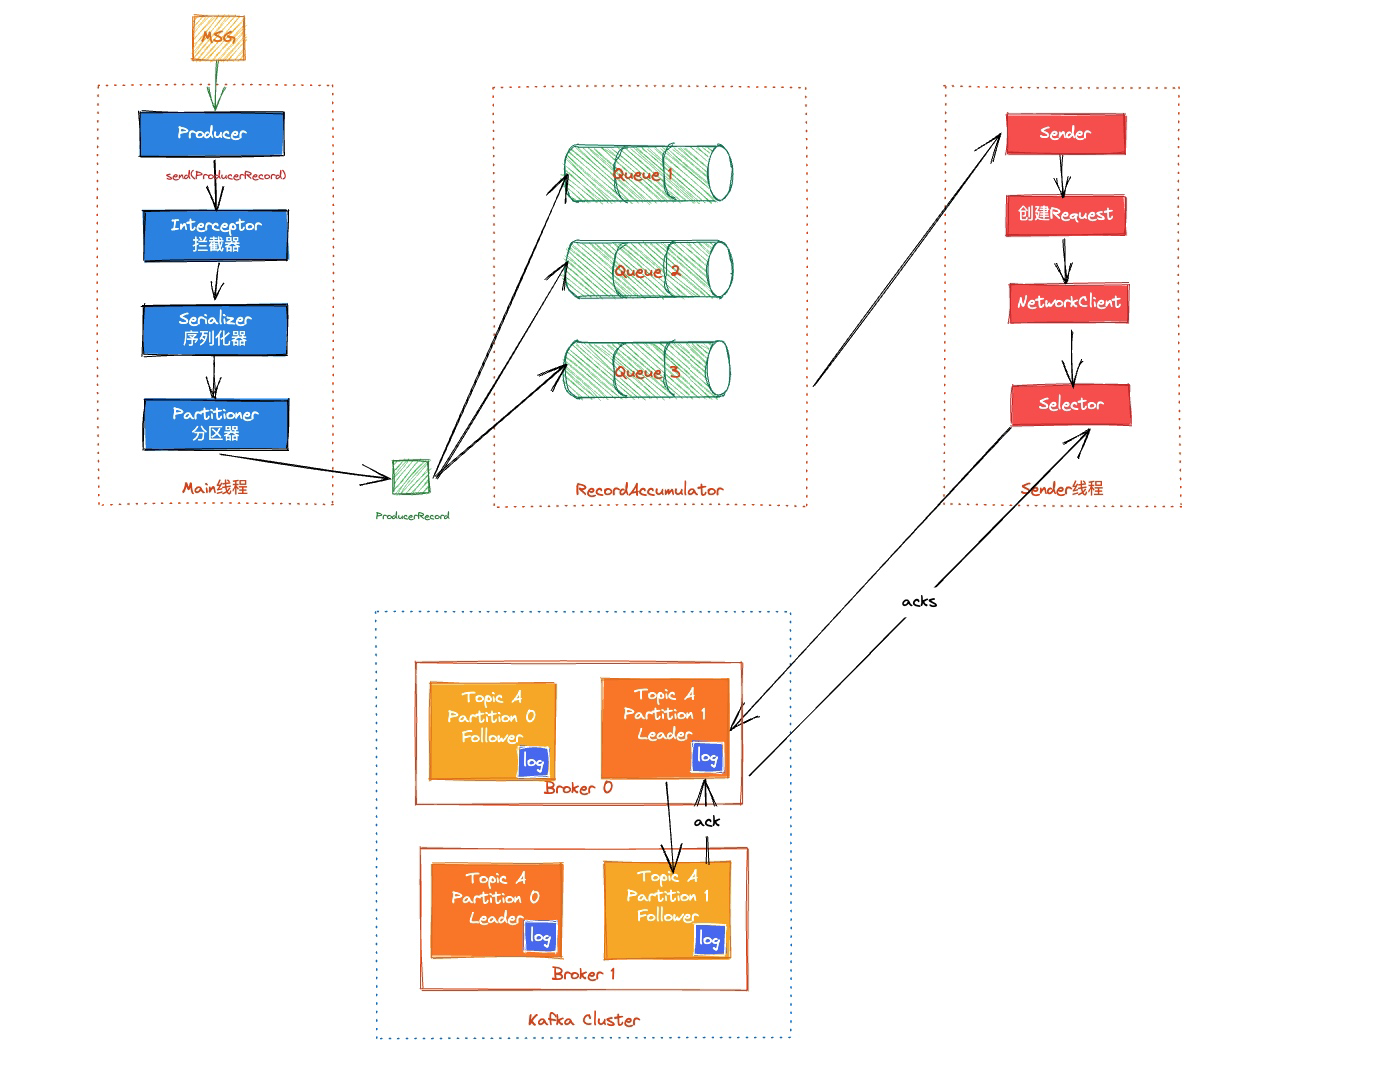 MSG
Producer
send(ProducerRecord)
Interceptor
拦截器
Serializer
序列化器
Partitioner
分区器
Main线程
ProducerRecord
Queue 1
Queue 2
Queue 3
RecordAccumulator
Sender
创建Request
NetworkClient
Selector
Sender线程
acks
Topic A
Partition 0
Follower
log
Topic A
Partition 1
Leader
log
Broker 0
ack
Topic A
Partition 0
Leader
log
Topic A
Partition 1
Follower
log
Broker 1
Kafka Cluster